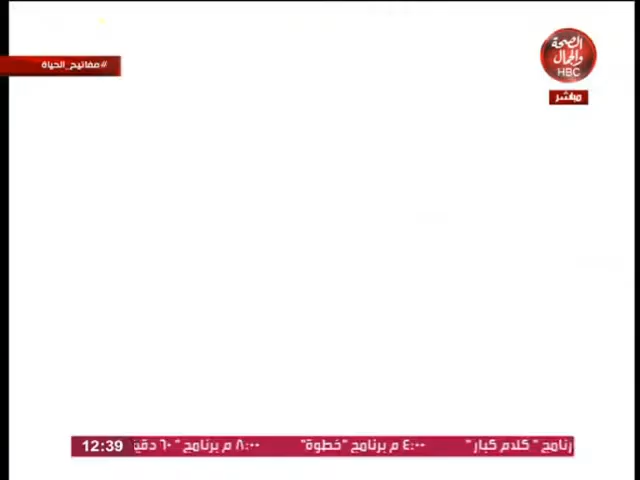 #مفاتيح_الحياة
الصحة
والجمال
HBC
مباشر
رنامج " كلام كبار" ٤:٠٠ م برنامج "خطوة" ٨:٠٠ م برنامج " ٦٠ دقي
12:39